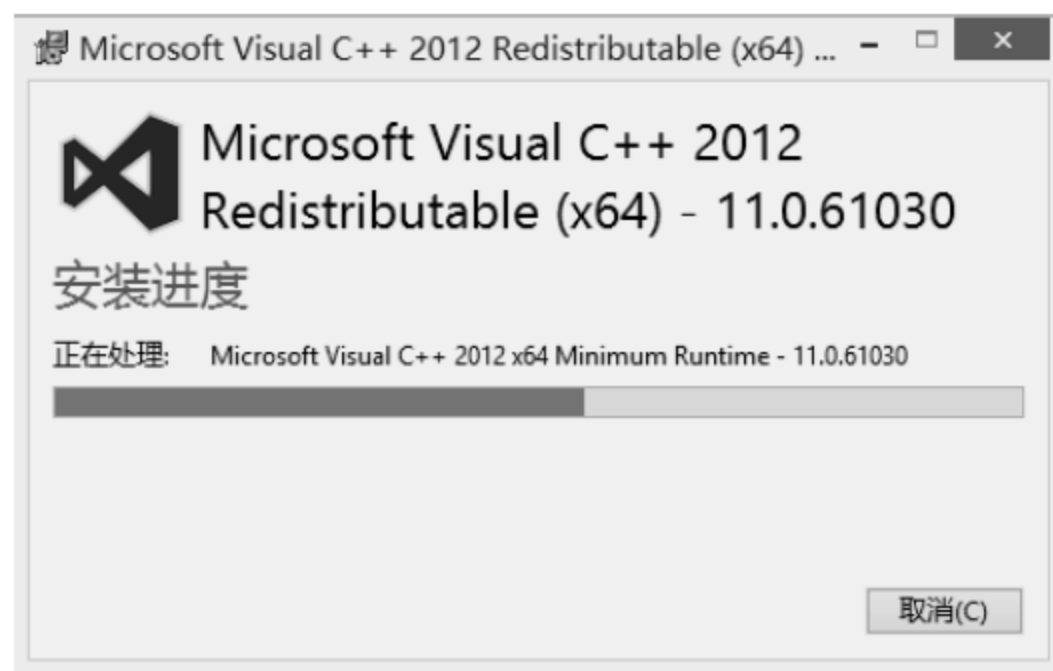 Microsoft Visual C++ 2012 Redistributable (x64) ...
Microsoft Visual C++ 2012
Redistributable (x64) - 11.0.61030
安装进度
正在处理: Microsoft Visual C++ 2012 x64 Minimum Runtime - 11.0.61030
取消(C)